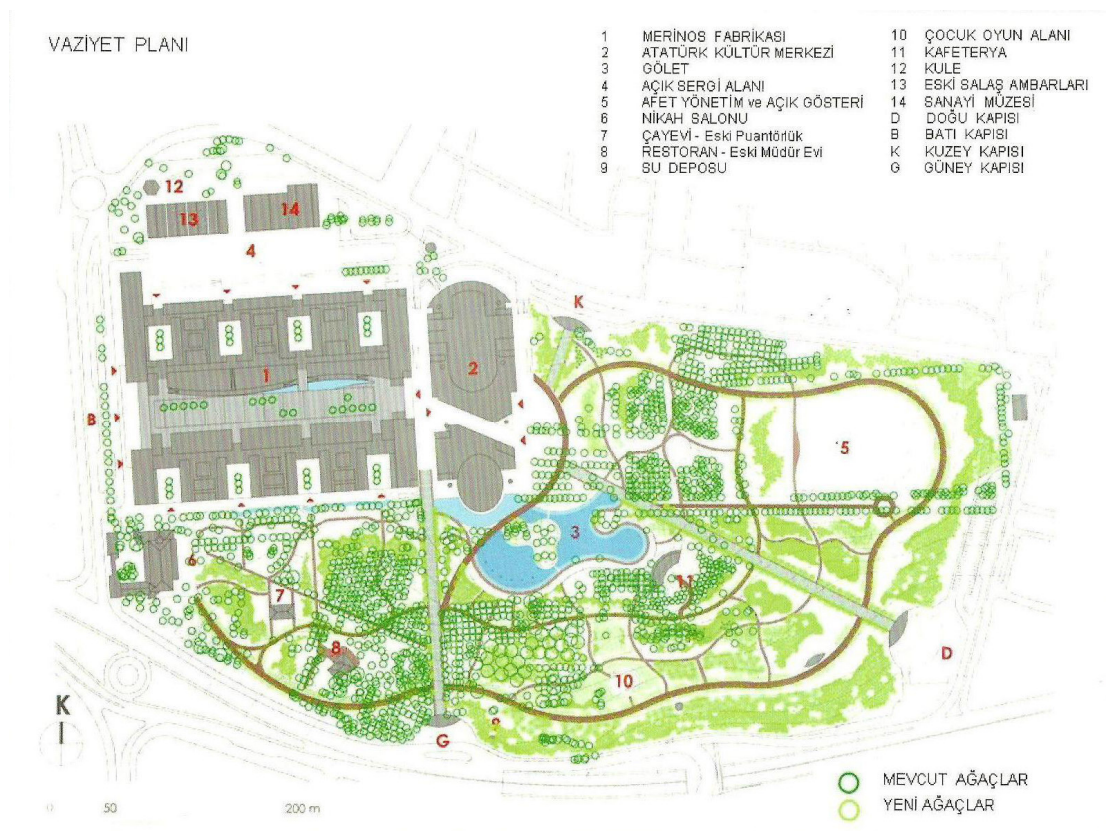 VAZİYET PLANI
1 MERİNOS FABRİKASI
2 ATATÜRK KÜLTÜR MERKEZİ
3 GÖLET
4 AÇIK SERGİ ALANI
5 AFET YÖNETİM ve AÇIK GÖSTERİ
6 NİKAH SALONU
7 ÇAYEVİ - Eski Puantörlük
8 RESTORAN - Eski Müdür Evi
9 SU DEPOSU
10 ÇOCUK OYUN ALANI
11 KAFETERYA
12 KULE
13 ESKİ SALAŞ AMBARLARI
14 SANAYİ MÜZESİ
D DOĞU KAPISI
B BATI KAPISI
K KUZEY KAPISI
G GÜNEY KAPISI
12
13
14
4
K
1
2
B
5
3
6
11
7
8
D
10
9
G
K
0 50 200 m
MEVCUT AĞAÇLAR
YENİ AĞAÇLAR